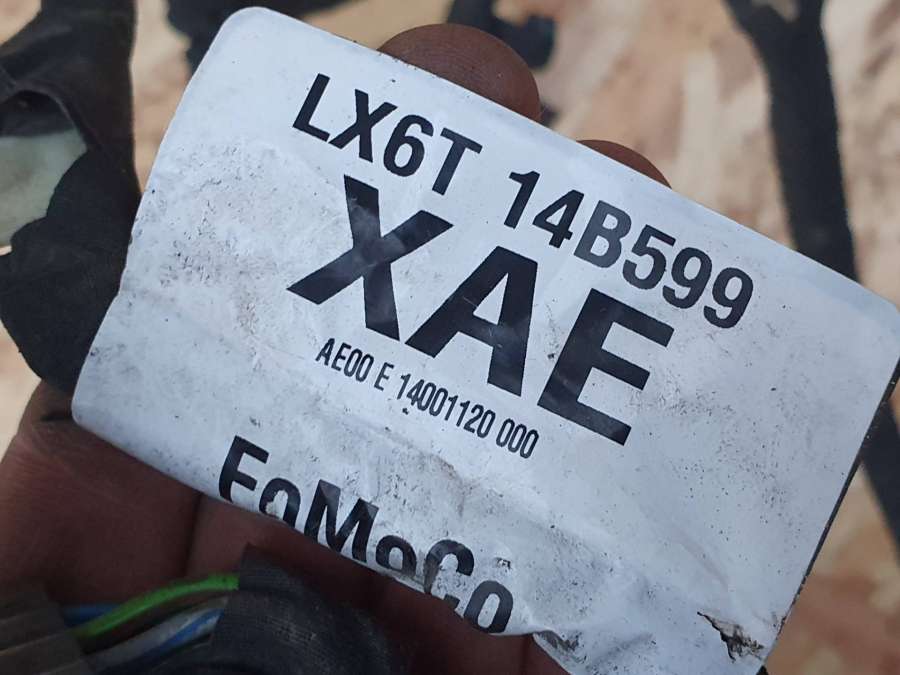 LX6T 14B599
XAE
AE00 E 14001120 000
FoMoCo